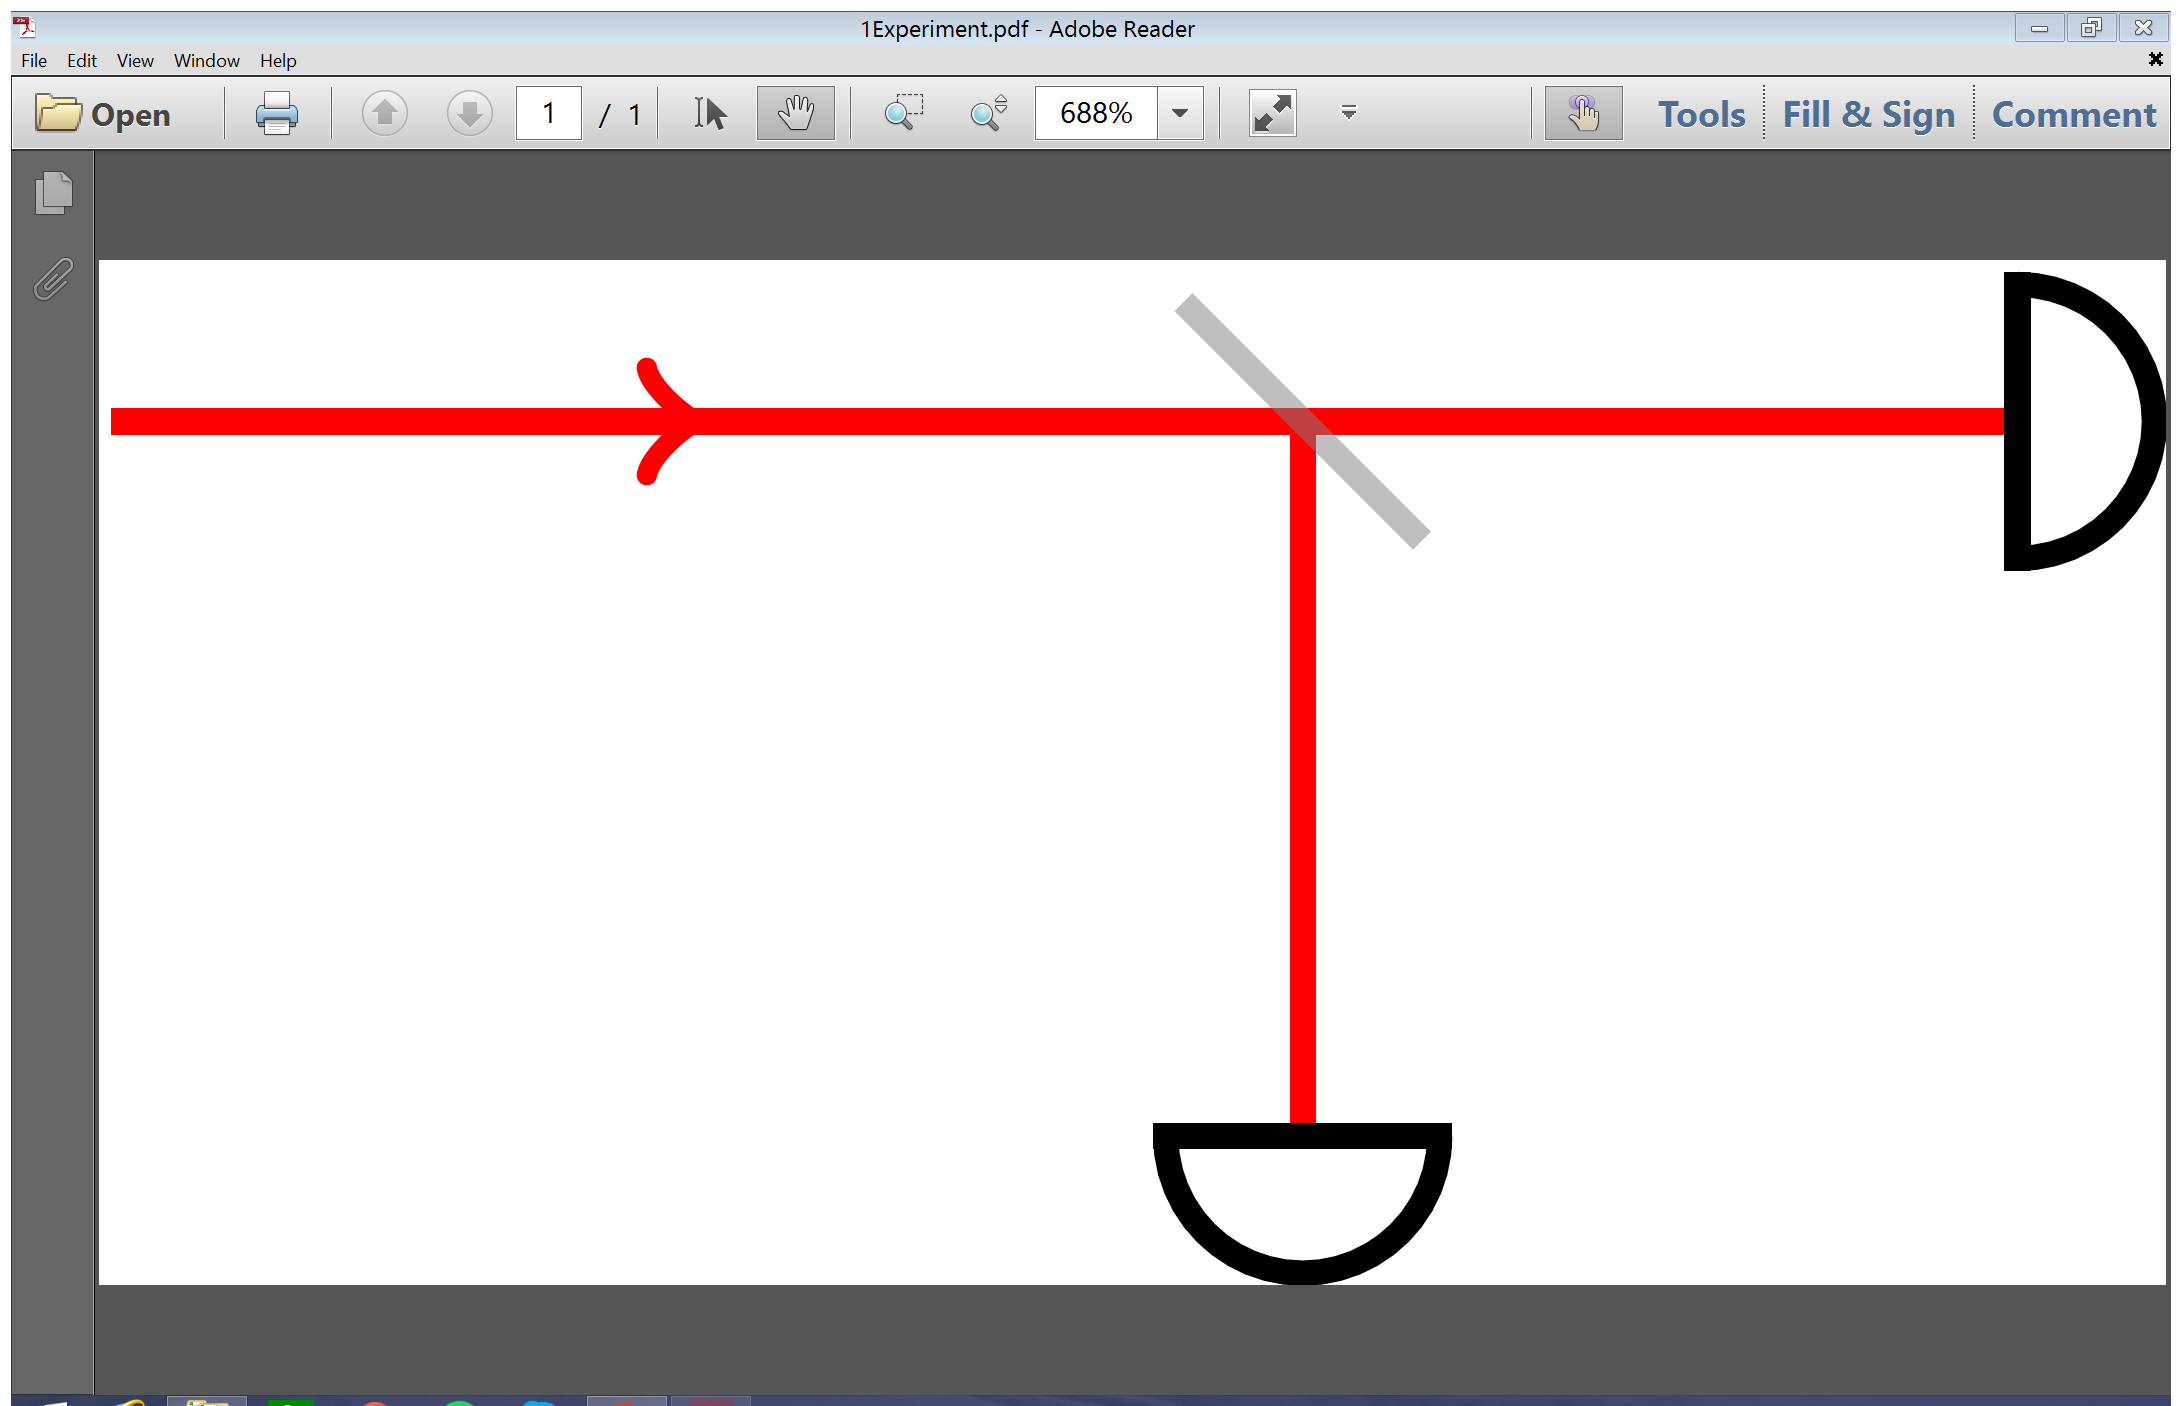 1Experiment.pdf - Adobe Reader
File Edit View Window Help
Open 1 / 1 688% Tools Fill & Sign Comment